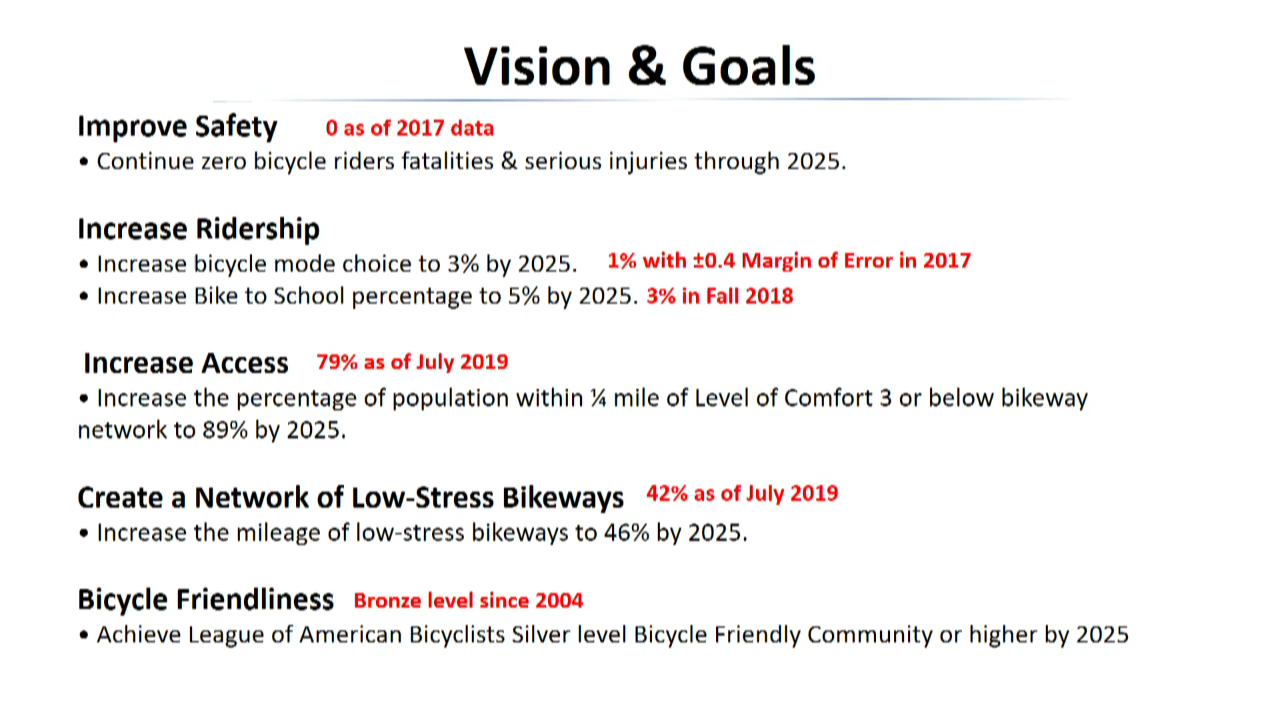 Vision & Goals
Improve Safety 0 as of 2017 data
• Continue zero bicycle riders fatalities & serious injuries through 2025.
Increase Ridership
• Increase bicycle mode choice to 3% by 2025. 1% with ±0.4 Margin of Error in 2017
• Increase Bike to School percentage to 5% by 2025. 3% in Fall 2018
Increase Access 79% as of July 2019
• Increase the percentage of population within ¼ mile of Level of Comfort 3 or below bikeway
network to 89% by 2025.
Create a Network of Low-Stress Bikeways 42% as of July 2019
• Increase the mileage of low-stress bikeways to 46% by 2025.
Bicycle Friendliness Bronze level since 2004
• Achieve League of American Bicyclists Silver level Bicycle Friendly Community or higher by 2025